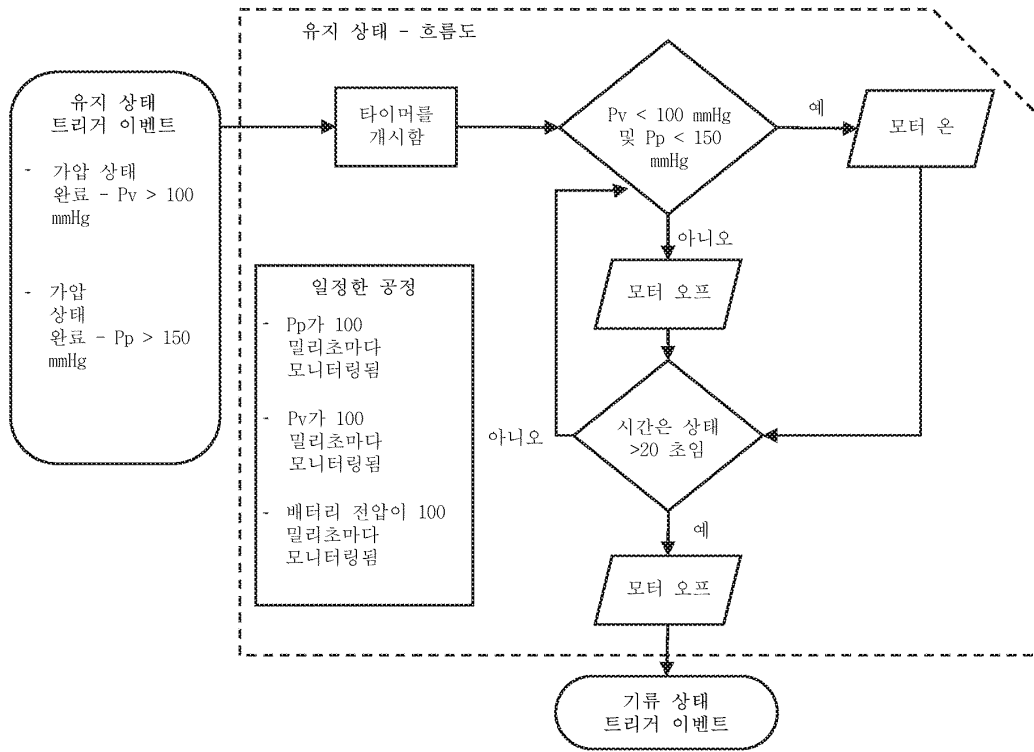 유지 상태 - 흐름도
유지 상태
트리거 이벤트
- 가압 상태
완료 - Pv > 100
mmHg
- 가압
상태
완료 - Pp > 150
mmHg
타이머를
개시함
Pv < 100 mmHg
및 Pp < 150
mmHg
예
모터 온
아니오
모터 오프
일정한 공정
- Pp가 100
밀리초마다
모니터링됨
- Pv가 100
밀리초마다
모니터링됨
- 배터리 전압이 100
밀리초마다
모니터링됨
아니오
시간은 상태
>20 초임
예
모터 오프
기류 상태
트리거 이벤트